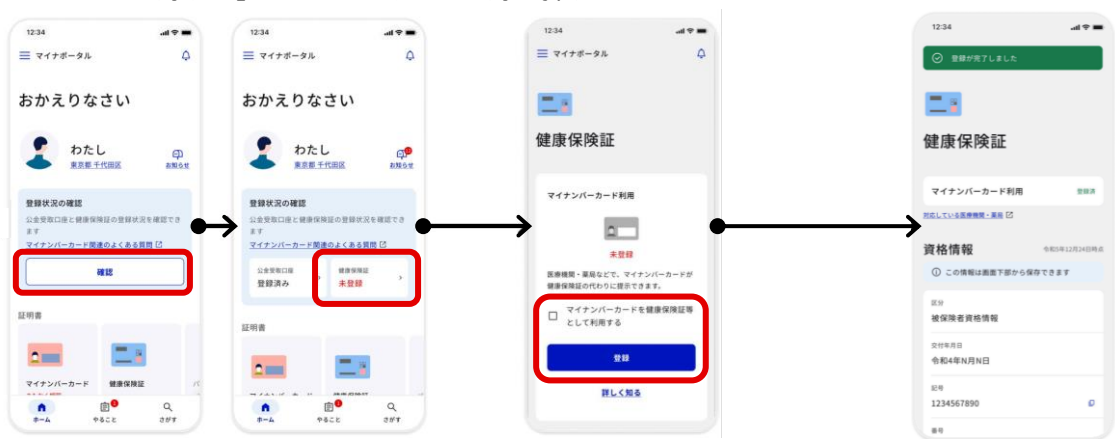 12:34
マイナポータル
おかえりなさい
わたし
東京都 千代田区
お知らせ
登録状況の確認
公金受取口座と健康保険証の登録状況を確認でき
ます
マイナンバーカード関連のよくある質問
確認
証明書
マイナンバーカード
健康保険証
ホーム
やること
さがす
12:34
マイナポータル
おかえりなさい
わたし
東京都 千代田区
お知らせ
登録状況の確認
公金受取口座と健康保険証の登録状況を確認でき
ます
マイナンバーカード関連のよくある質問
公金受取口座
登録済み
健康保険証
未登録
証明書
ホーム
やること
さがす
12:34
マイナポータル
健康保険証
マイナンバーカード利用
未登録
医療機関・薬局などで、マイナンバーカードが
健康保険証の代わりに提示できます。
マイナンバーカードを健康保険証等
として利用する
登録
詳しく知る
12:34
登録が完了しました
健康保険証
マイナンバーカード利用
登録済
対応している医療機関・薬局
資格情報
令和5年12月24日時点
この情報は画面下部から保存できます
区分
被保険者資格情報
交付年月日
令和4年N月N日
記号
1234567890
番号